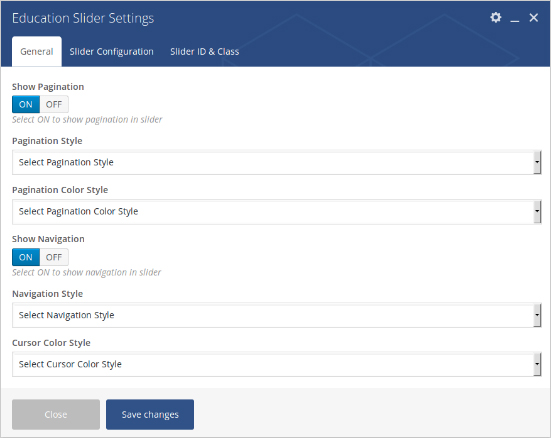 Education Slider Settings
General Slider Configuration Slider ID & Class
Show Pagination
ON OFF
Select ON to show pagination in slider
Pagination Style
Select Pagination Style
Pagination Color Style
Select Pagination Color Style
Show Navigation
ON OFF
Select ON to show navigation in slider
Navigation Style
Select Navigation Style
Cursor Color Style
Select Cursor Color Style
Close Save changes